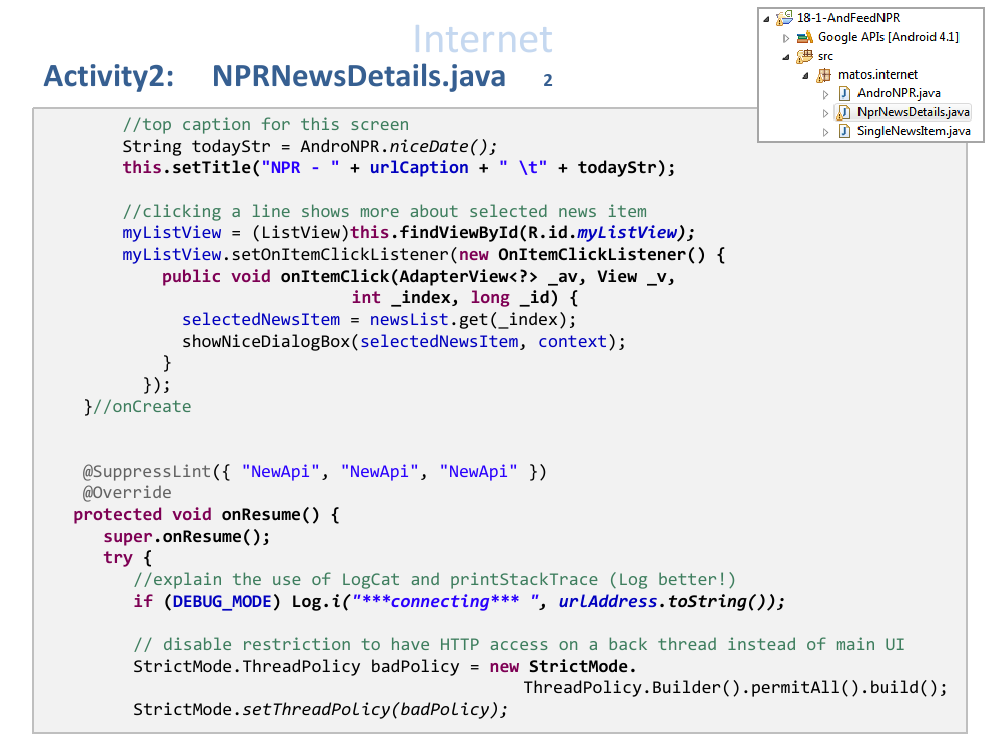 Internet
Activity2: NPRNewsDetails.java 2
18-1-AndFeedNPR
Google APIs [Android 4.1]
src
matos.internet
AndroNPR.java
NprNewsDetails.java
SingleNewsItem.java
//top caption for this screen
String todayStr = AndroNPR.niceDate();
this.setTitle("NPR - " + urlCaption + " \t" + todayStr);
//clicking a line shows more about selected news item
myListView = (ListView)this.findViewById(R.id.myListView);
myListView.setOnItemClickListener(new OnItemClickListener() {
public void onItemClick(AdapterView<?> _av, View _v,
int _index, long _id) {
selectedNewsItem = newsList.get(_index);
showNiceDialogBox(selectedNewsItem, context);
}
});
}//onCreate
@SuppressLint({ "NewApi", "NewApi", "NewApi" })
@Override
protected void onResume() {
super.onResume();
try {
//explain the use of LogCat and printStackTrace (Log better!)
if (DEBUG_MODE) Log.i("***connecting*** ", urlAddress.toString());
// disable restriction to have HTTP access on a back thread instead of main UI
StrictMode.ThreadPolicy badPolicy = new StrictMode.
ThreadPolicy.Builder().permitAll().build();
StrictMode.setThreadPolicy(badPolicy);